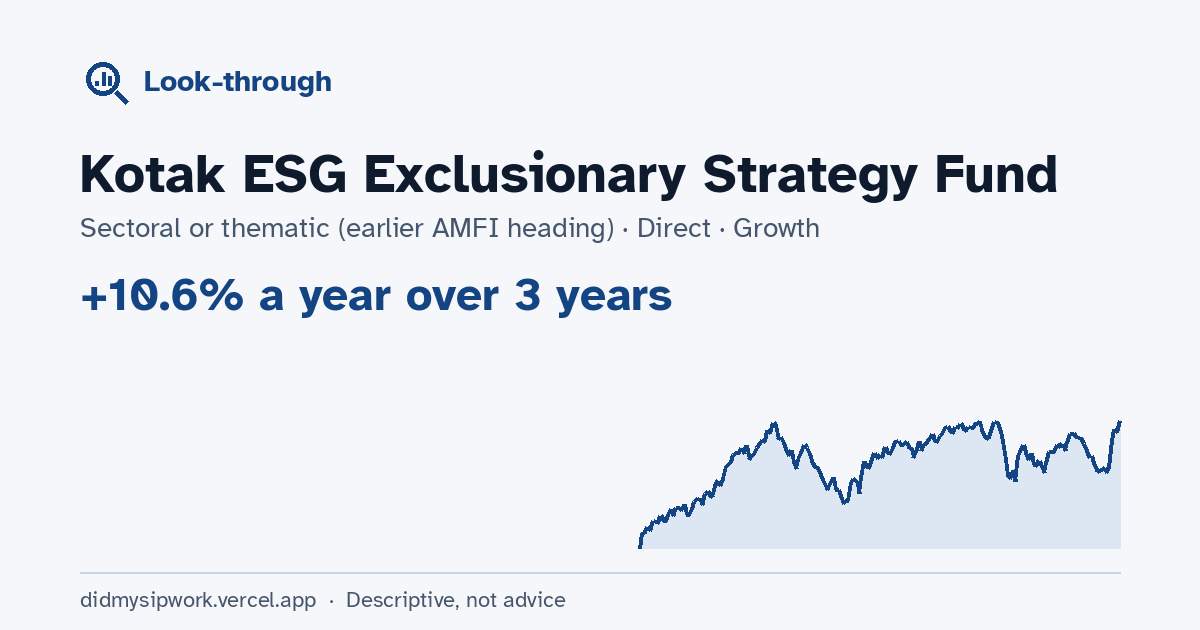 Look-through
Kotak ESG Exclusionary Strategy Fund
Sectoral or thematic (earlier AMFI heading) · Direct · Growth
+10.6% a year over 3 years
didmysipwork.vercel.app · Descriptive, not advice